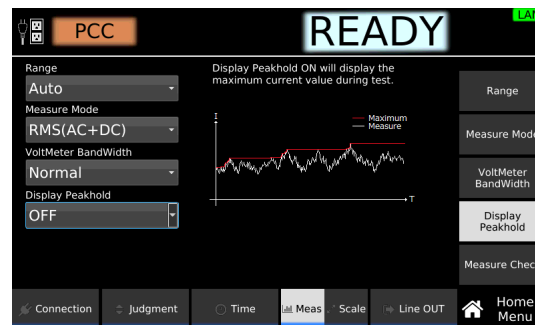 LAN
PCC
READY
Range
Auto
Measure Mode
RMS(AC+DC)
VoltMeter BandWidth
Normal
Display Peakhold
OFF
Display Peakhold ON will display the
maximum current value during test.
I
Maximum
Measure
T
Range
Measure Mode
VoltMeter
BandWidth
Display
Peakhold
Measure Chec
Connection
Judgment
Time
Meas
Scale
Line OUT
Home
Menu